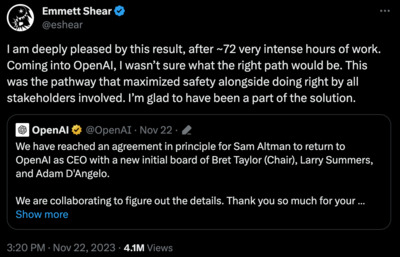 Emmett Shear
@eshear
I am deeply pleased by this result, after ~72 very intense hours of work.
Coming into OpenAI, I wasn't sure what the right path would be. This
was the pathway that maximized safety alongside doing right by all
stakeholders involved. I'm glad to have been a part of the solution.
OpenAI @OpenAI · Nov 22 ·
We have reached an agreement in principle for Sam Altman to return to
OpenAI as CEO with a new initial board of Bret Taylor (Chair), Larry Summers,
and Adam D'Angelo.
We are collaborating to figure out the details. Thank you so much for your ...
Show more
3:20 PM · Nov 22, 2023 · 4.1M Views